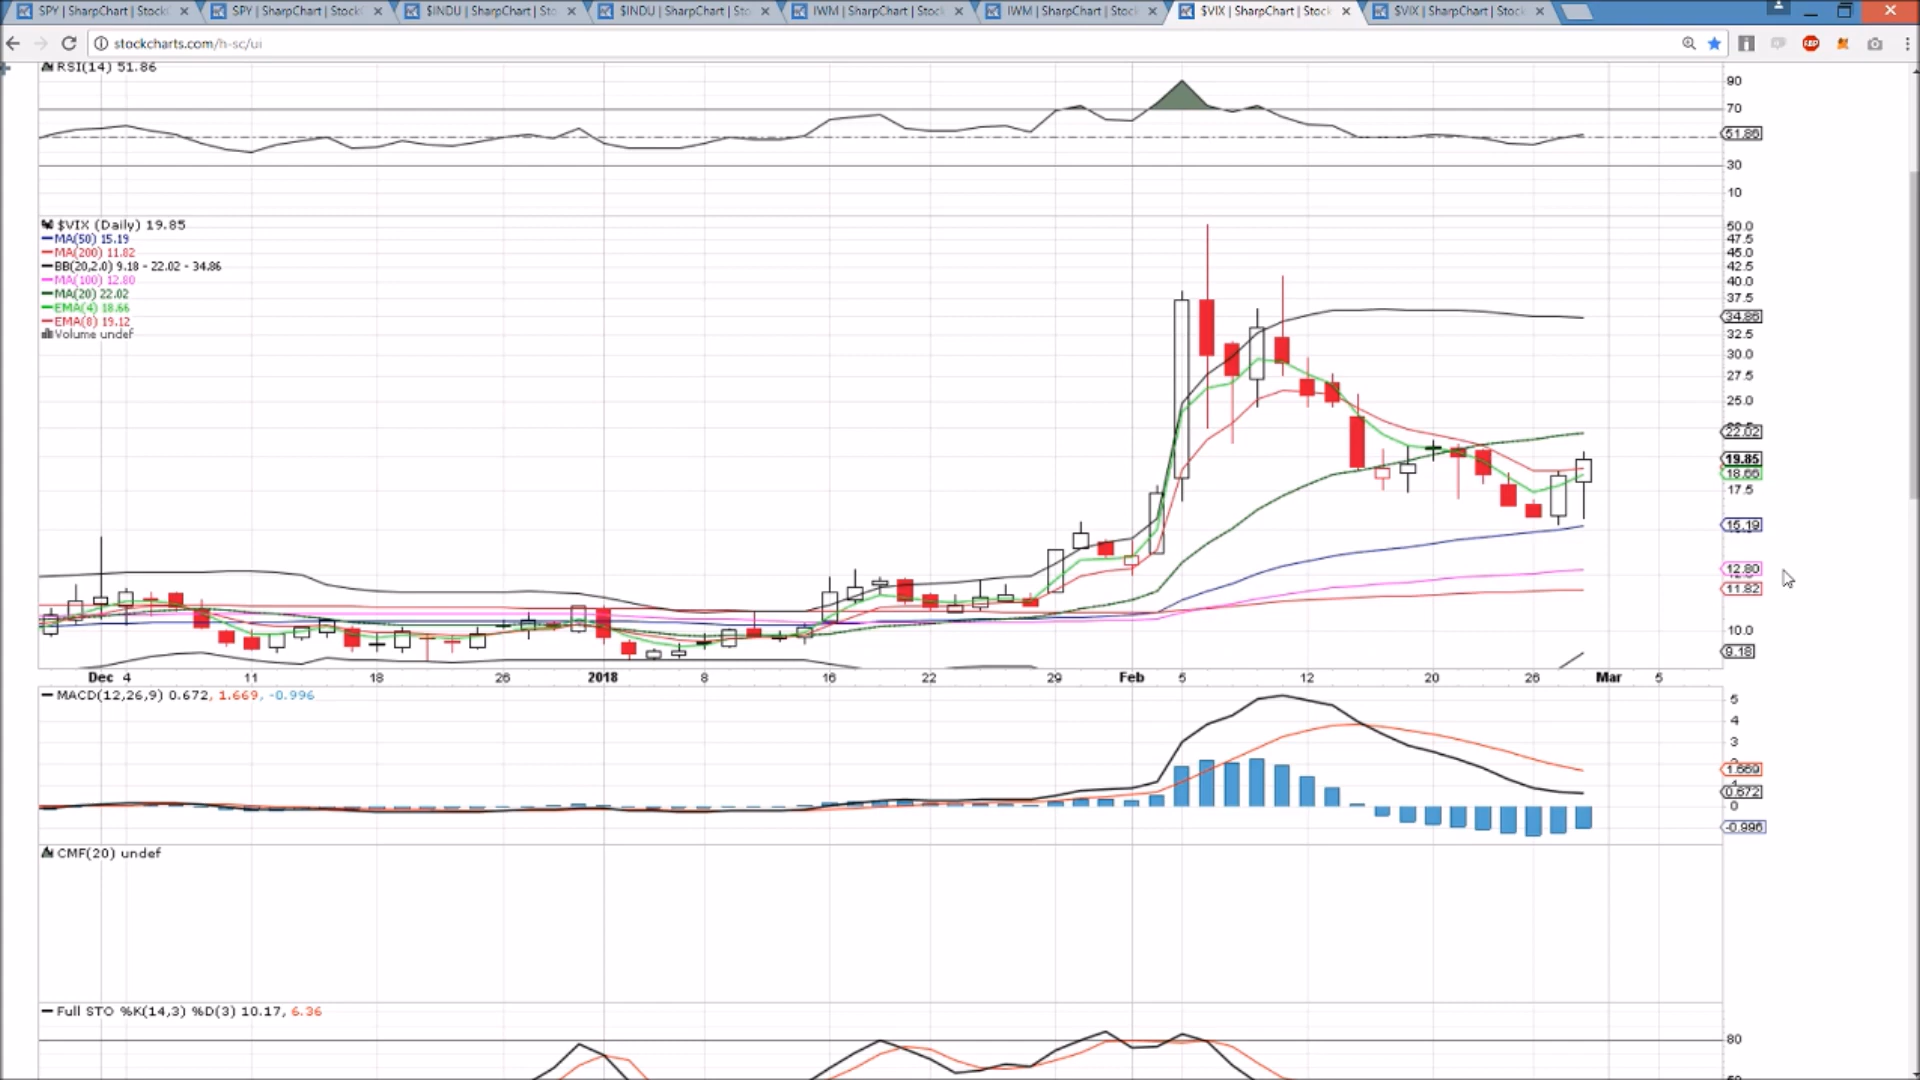 SPY | SharpChart | Stock
SPY | SharpChart | Stock
$INDU | SharpChart | Sto
$INDU | SharpChart | Sto
IWM | SharpChart | Stock
IWM | SharpChart | Stock
$VIX | SharpChart | Stock
$VIX | SharpChart | Stock
stockcharts.com/h-sc/ui
ABP
RSI(14) 51.86
90
70
51.86
30
10
$VIX (Daily) 19.85
MA(50) 15.19
MA(200) 11.82
BB(20,2.0) 9.18 - 22.02 - 34.86
MA(100) 12.80
MA(20) 22.02
EMA(4) 18.66
EMA(8) 19.12
Volume undef
50.0
47.5
45.0
42.5
40.0
37.5
34.86
32.5
30.0
27.5
25.0
22.02
19.85
18.66
17.5
15.19
12.80
11.82
10.0
9.18
Dec 4 11 18 26 2018 8 16 22 29 Feb 5 12 20 26 Mar 5
MACD(12,26,9) 0.672, 1.669, -0.996
5
4
3
1.669
0.672
0
-0.996
CMF(20) undef
Full STO %K(14,3) %D(3) 10.17, 6.36
80